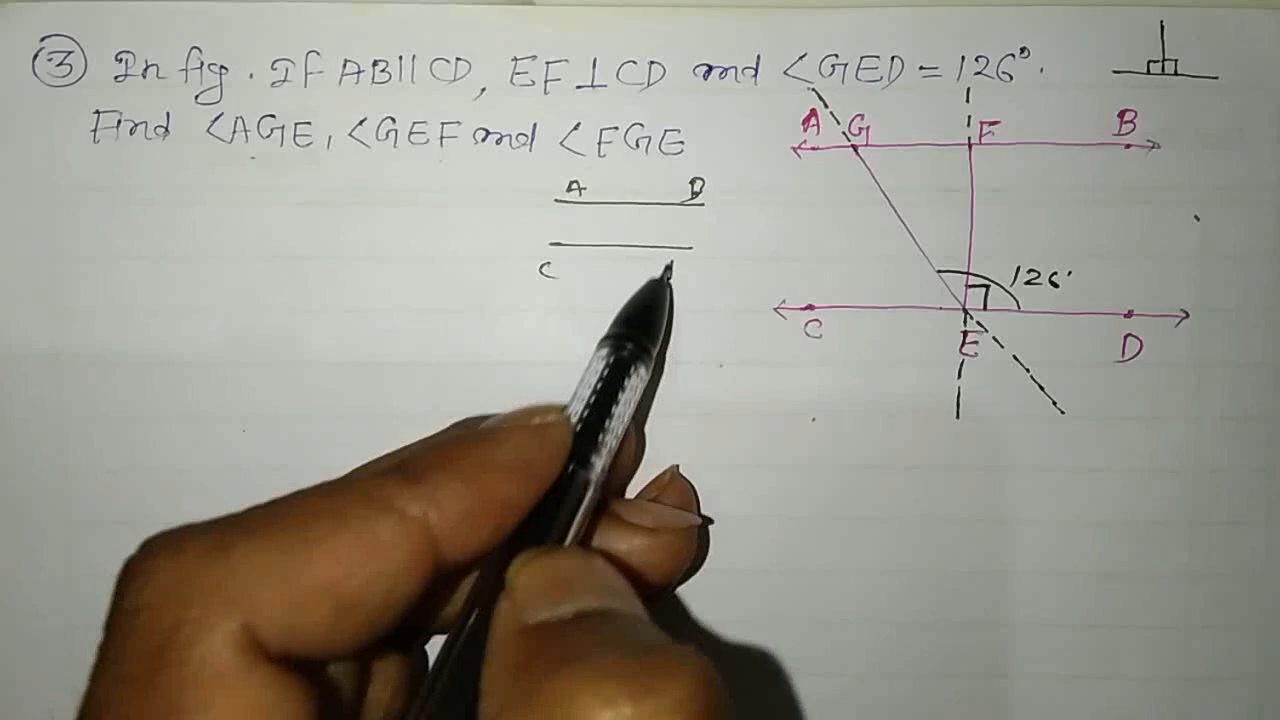 ③ In fig. If AB||CD, EF⊥CD and <GED = 126°.
Find <AGE, <GEF and <FGE
A G F B
A B
C
126°
C E D